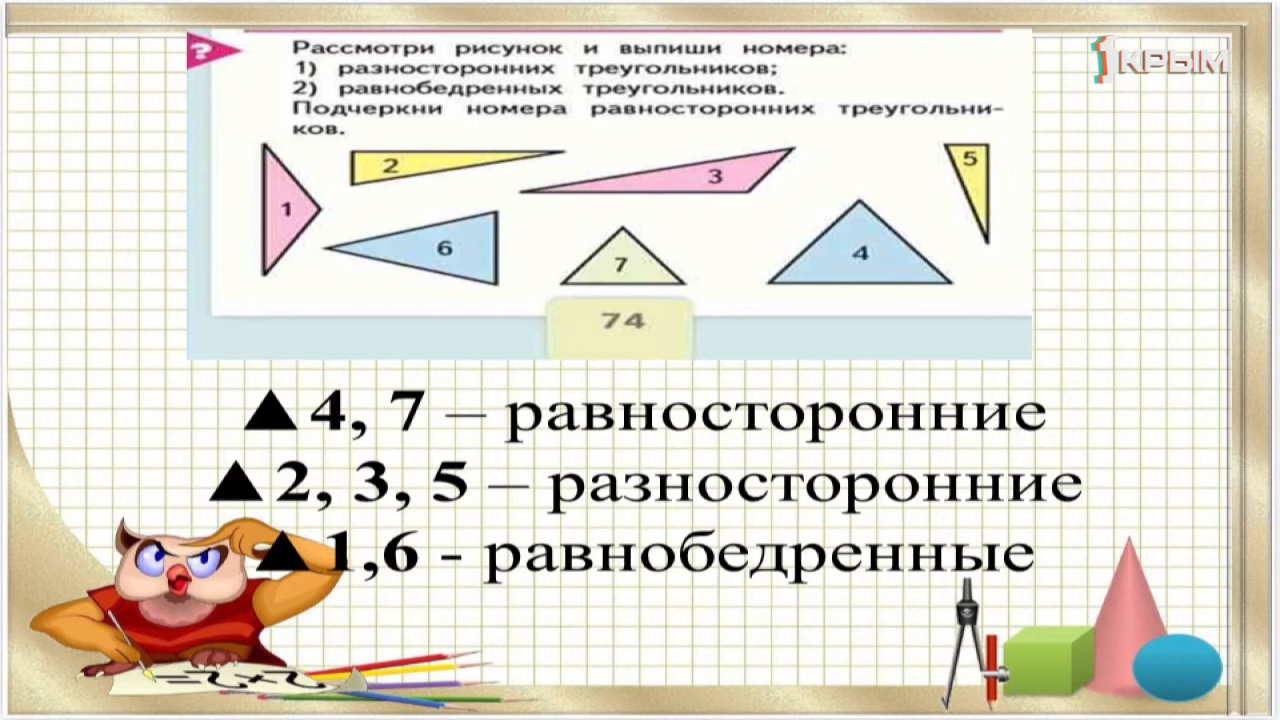 ?
1КРЫМ
Рассмотри рисунок и выпиши номера:
1) разносторонних треугольников;
2) равнобедренных треугольников.
Подчеркни номера равносторонних треугольни-
ков.
2
5
3
1
6
7
4
74
▲4, 7 – равносторонние
▲2, 3, 5 – разносторонние
▲1,6 - равнобедренные